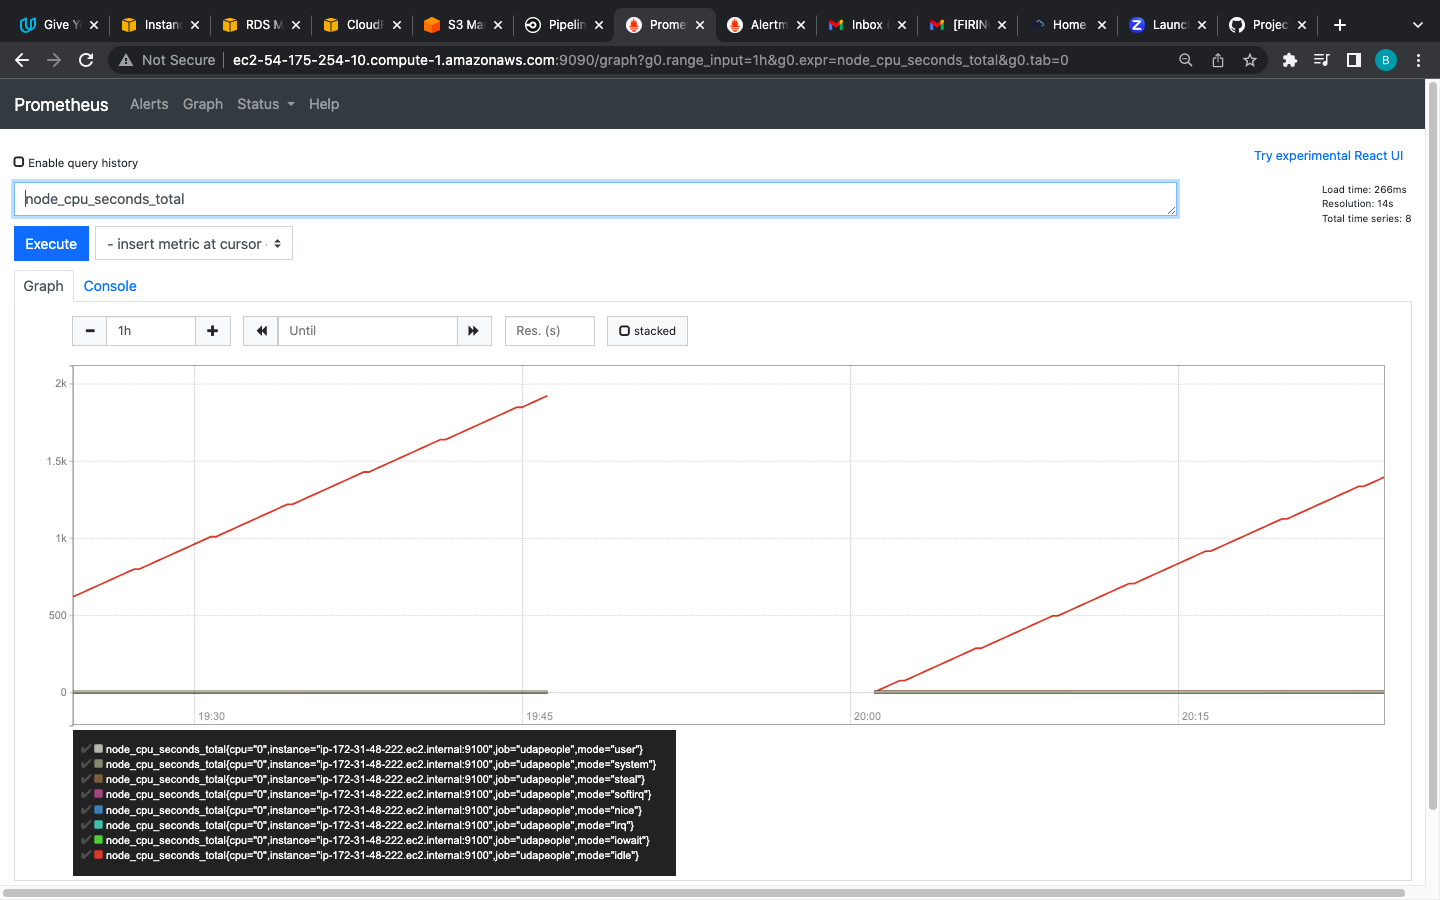 Give Y
Instan
RDS M
CloudF
S3 Ma
Pipelin
Prome
Alertm
Inbox (
[FIRIN
Home
Launc
Projec
Not Secure ec2-54-175-254-10.compute-1.amazonaws.com:9090/graph?g0.range_input=1h&g0.expr=node_cpu_seconds_total&g0.tab=0
B
Prometheus Alerts Graph Status Help
Enable query history
Try experimental React UI
node_cpu_seconds_total
Load time: 266ms
Resolution: 14s
Total time series: 8
Execute
- insert metric at cursor -
Graph Console
1h
Until
Res. (s)
stacked
2k
1.5k
1k
500
0
19:30
19:45
20:00
20:15
node_cpu_seconds_total{cpu="0",instance="ip-172-31-48-222.ec2.internal:9100",job="udapeople",mode="user"}
node_cpu_seconds_total{cpu="0",instance="ip-172-31-48-222.ec2.internal:9100",job="udapeople",mode="system"}
node_cpu_seconds_total{cpu="0",instance="ip-172-31-48-222.ec2.internal:9100",job="udapeople",mode="steal"}
node_cpu_seconds_total{cpu="0",instance="ip-172-31-48-222.ec2.internal:9100",job="udapeople",mode="softirq"}
node_cpu_seconds_total{cpu="0",instance="ip-172-31-48-222.ec2.internal:9100",job="udapeople",mode="nice"}
node_cpu_seconds_total{cpu="0",instance="ip-172-31-48-222.ec2.internal:9100",job="udapeople",mode="irq"}
node_cpu_seconds_total{cpu="0",instance="ip-172-31-48-222.ec2.internal:9100",job="udapeople",mode="iowait"}
node_cpu_seconds_total{cpu="0",instance="ip-172-31-48-222.ec2.internal:9100",job="udapeople",mode="idle"}